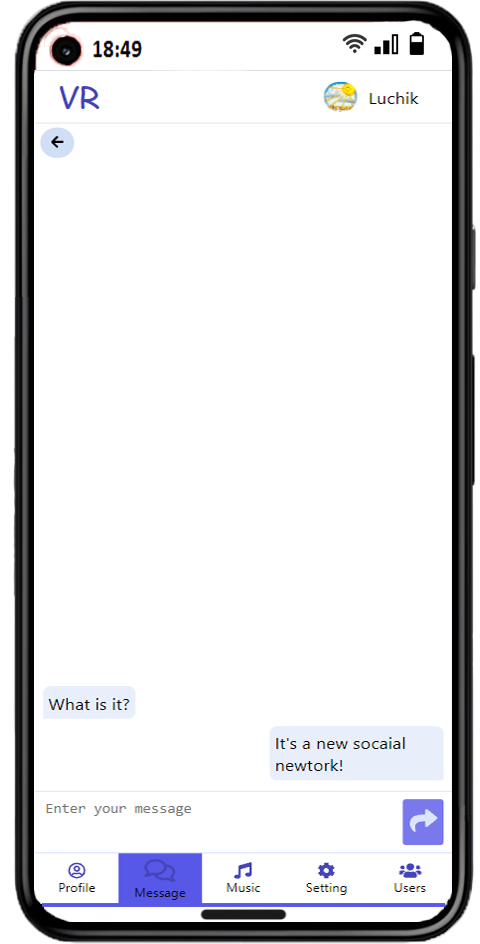 18:49
VR
Luchik
What is it?
It's a new socaial
newtork!
Enter your message
Profile
Message
Music
Setting
Users